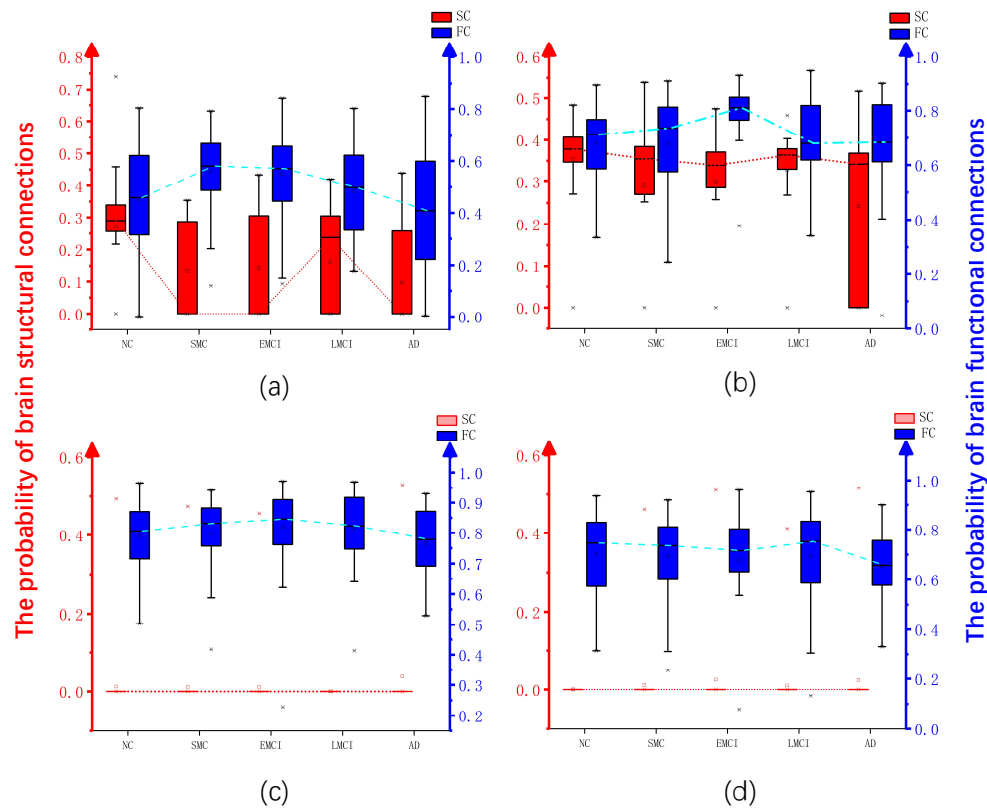 The probability of brain structural connections
SC
FC
0.8
0.7
0.6
0.5
0.4
0.3
0.2
0.1
0.0
1.0
0.8
0.6
0.4
0.2
0.0
NC SMC EMCI LMCI AD
(a)
SC
FC
0.6
0.5
0.4
0.3
0.2
0.1
0.0
1.0
0.8
0.6
0.4
0.2
0.0
NC SMC EMCI LMCI AD
(b)
SC
FC
0.6
0.4
0.2
0.0
1.0
0.9
0.8
0.7
0.6
0.5
0.4
0.3
0.2
NC SMC EMCI LMCI AD
(c)
SC
FC
0.6
0.4
0.2
0.0
1.0
0.8
0.6
0.4
0.2
0.0
NC SMC EMCI LMCI AD
(d)
The probability of brain functional connections